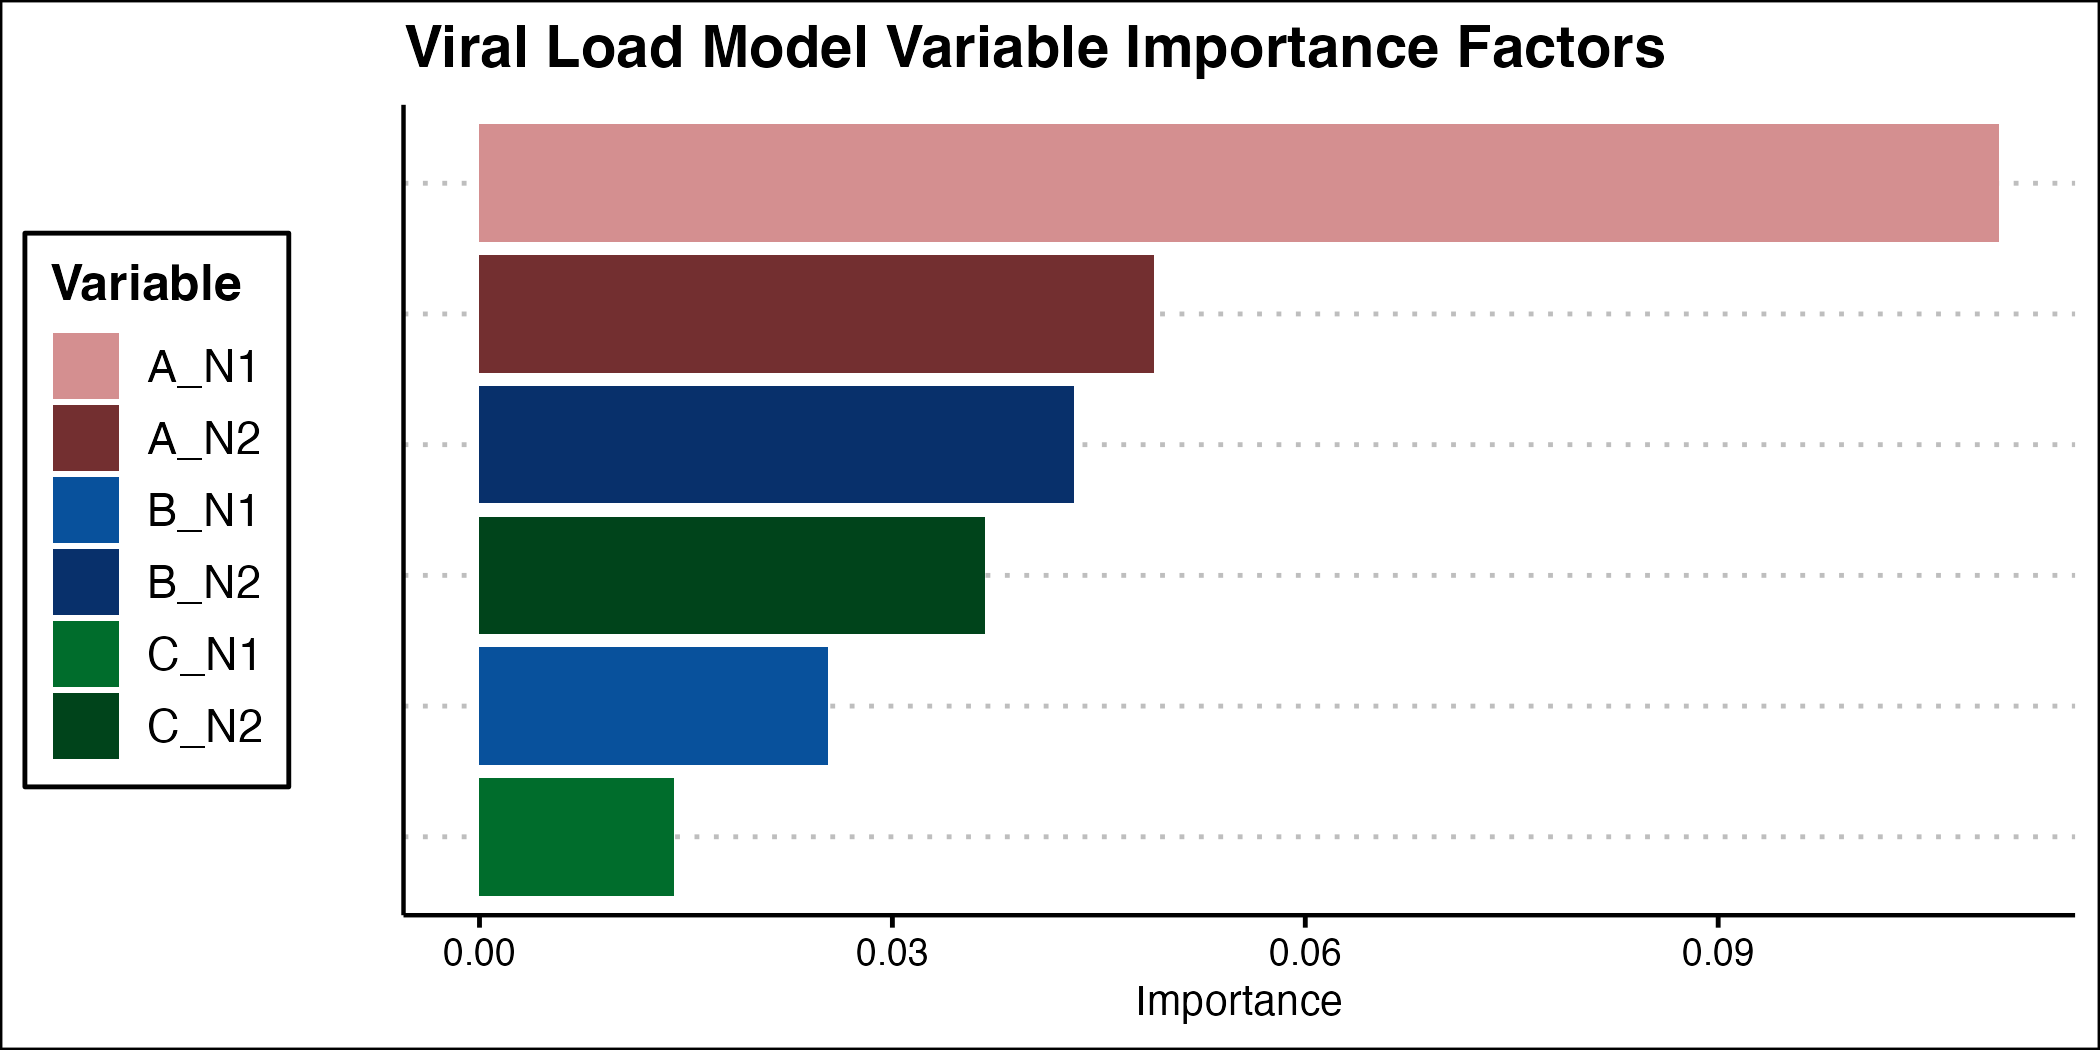 Viral Load Model Variable Importance Factors
Variable
A_N1
A_N2
B_N1
B_N2
C_N1
C_N2
0.00 0.03 0.06 0.09
Importance